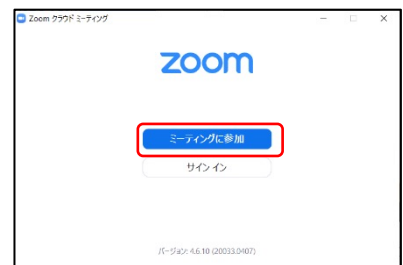 Zoom クラウド ミーティング
zoom
ミーティングに参加
サインイン
バージョン: 4.6.10 (20033.0407)